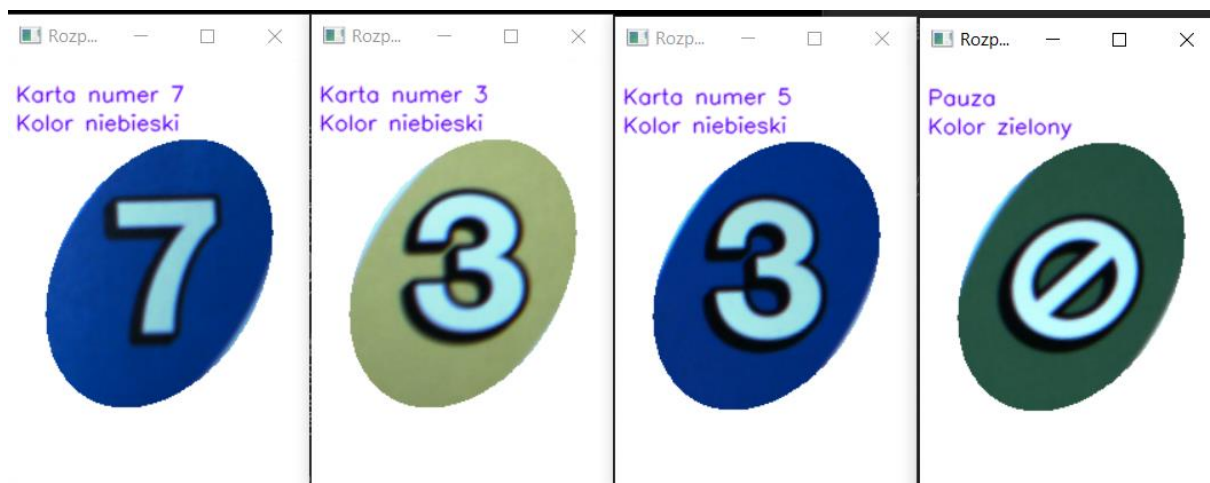 Rozp...
Karta numer 7
Kolor niebieski
7
Rozp...
Karta numer 3
Kolor niebieski
3
Rozp...
Karta numer 5
Kolor niebieski
3
Rozp...
Pauza
Kolor zielony